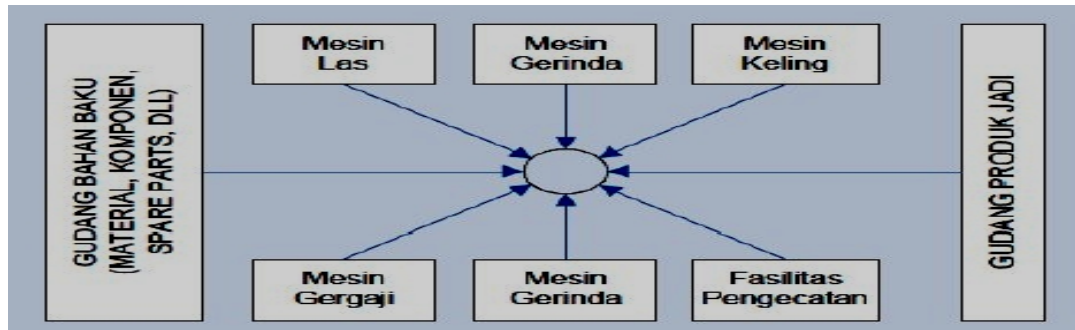 GUDANG BAHAN BAKU
(MATERIAL, KOMPONEN,
SPARE PARTS, DLL)
Mesin
Las
Mesin
Gerinda
Mesin
Keling
Mesin
Gergaji
Mesin
Gerinda
Fasilitas
Pengecatan
GUDANG PRODUK JADI